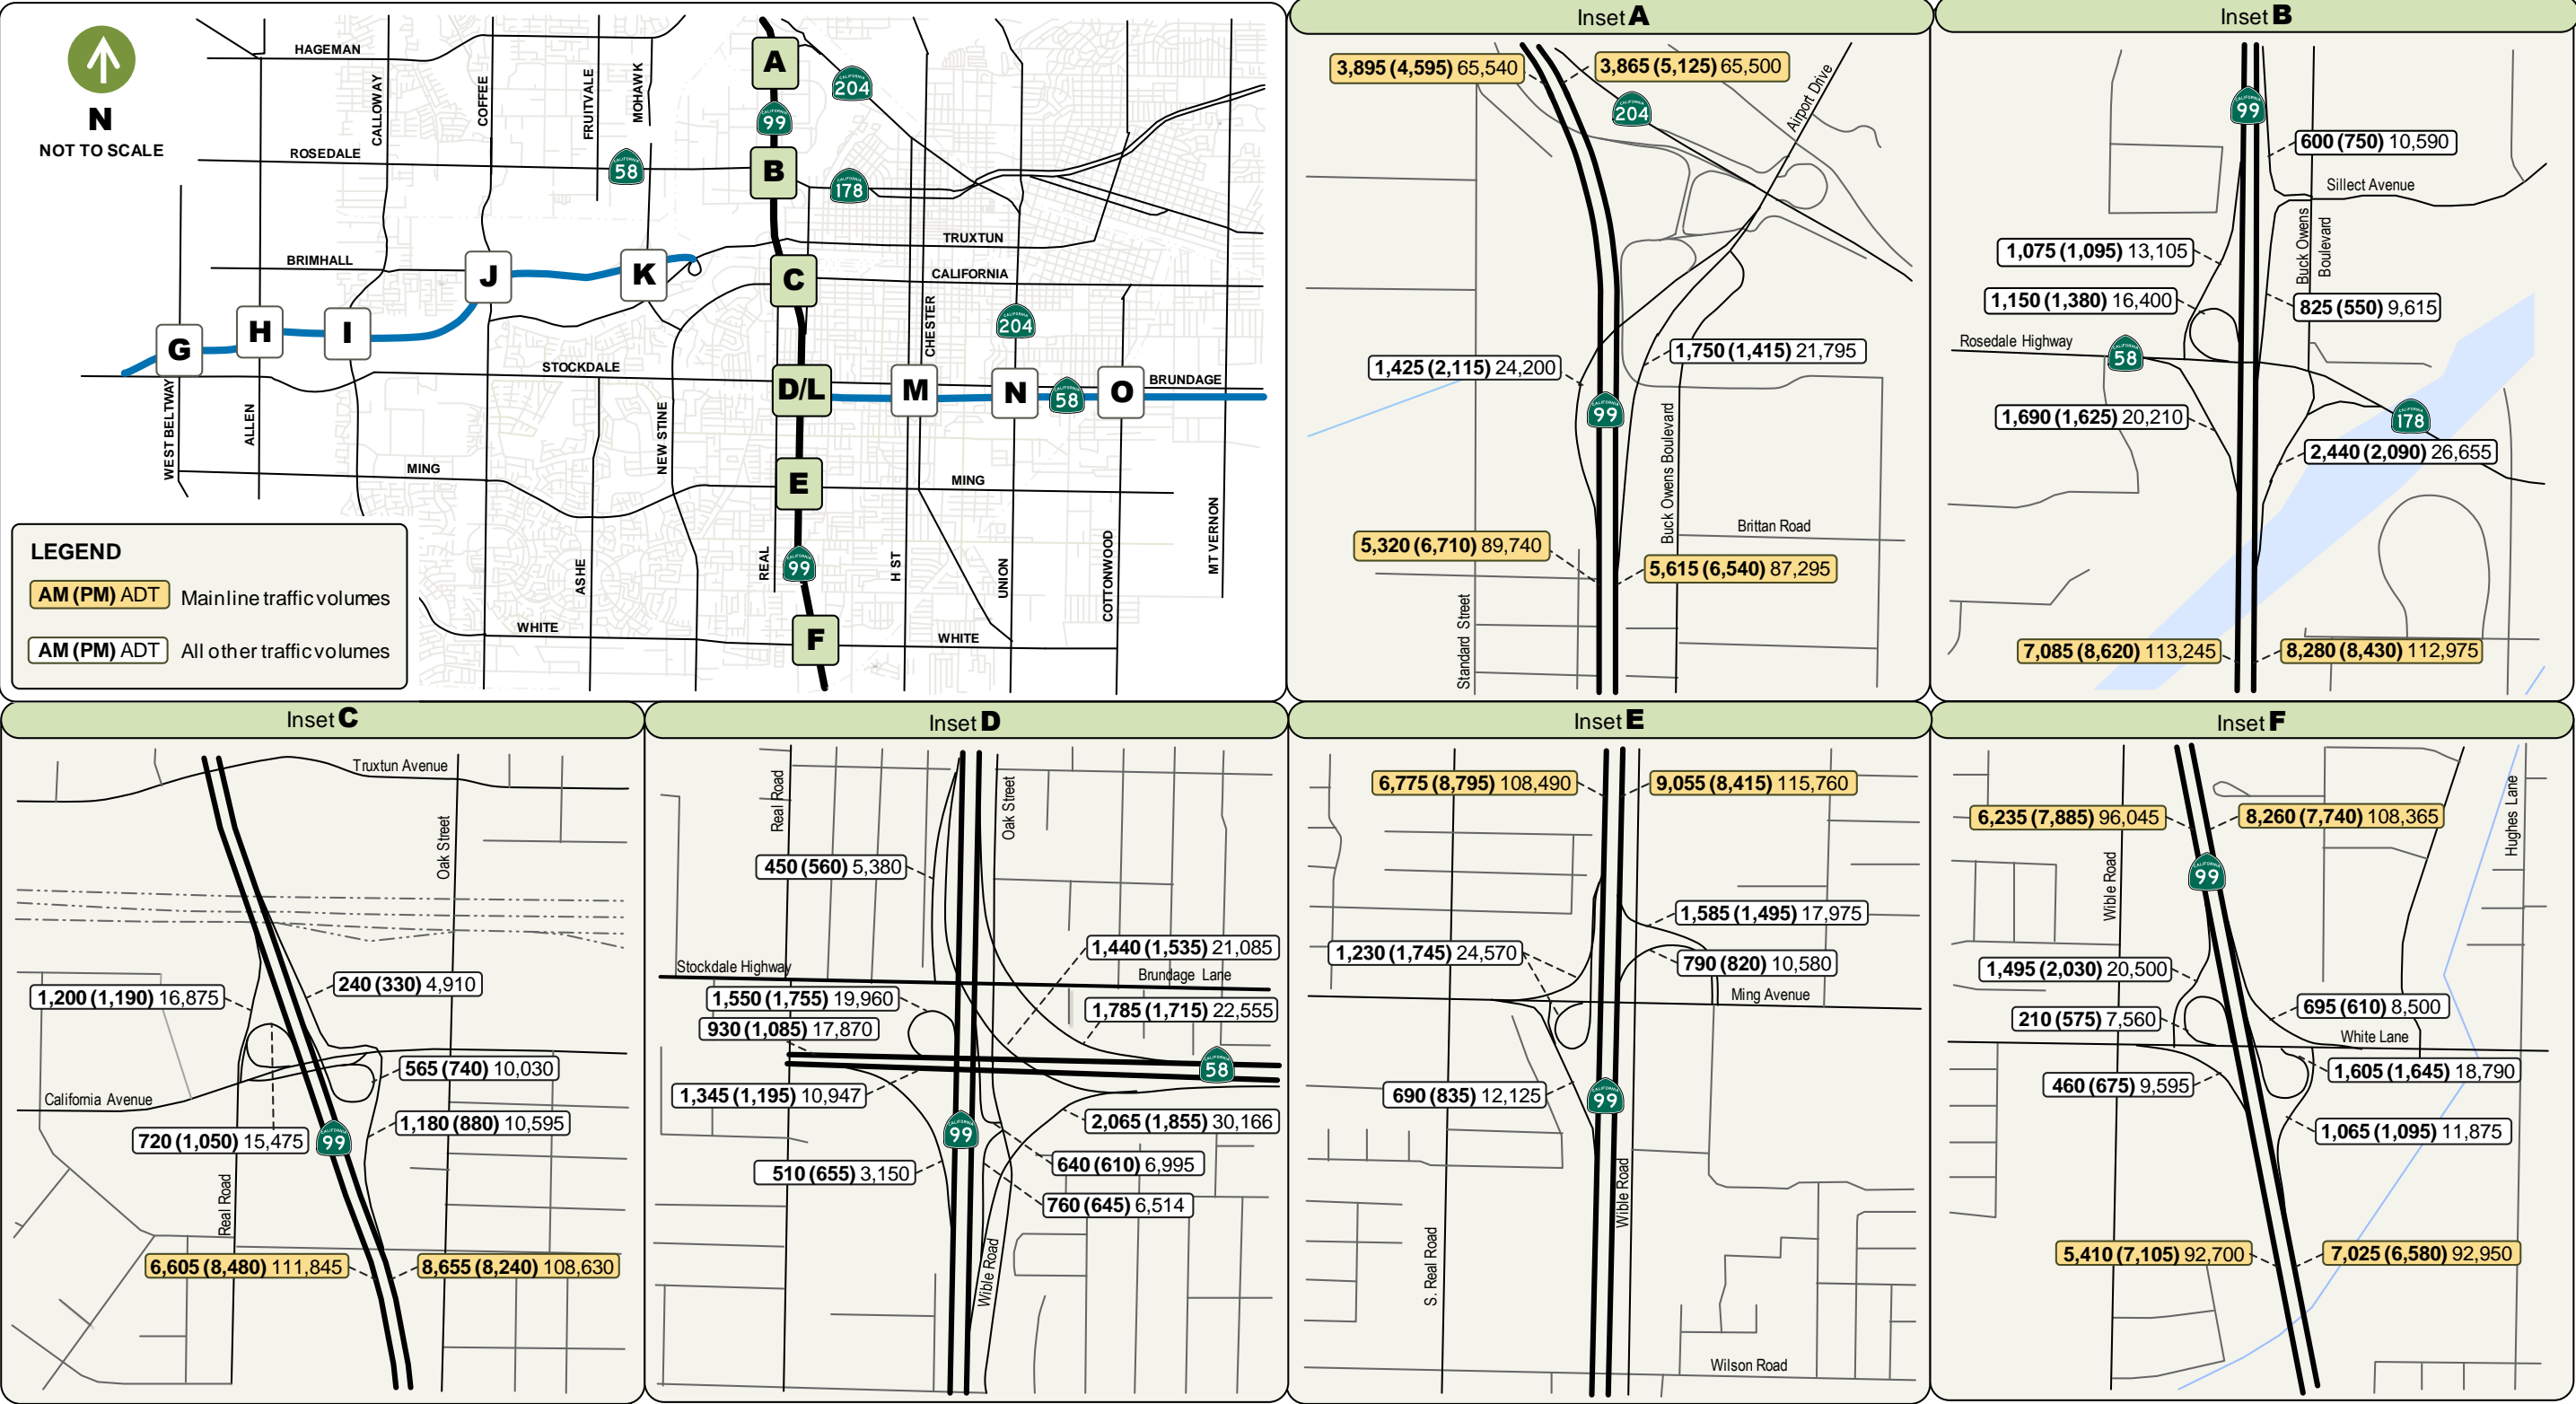 N
NOT TO SCALE
HAGEMAN
CALLOWAY
COFFEE
FRUITVALE
MOHAWK
A
CALIFORNIA
204
CALIFORNIA
99
ROSEDALE
CALIFORNIA
58
B
CALIFORNIA
178
TRUXTUN
BRIMHALL
J
K
C
CALIFORNIA
G
H
I
CHESTER
CALIFORNIA
204
STOCKDALE
D/L
M
N
CALIFORNIA
58
O
BRUNDAGE
WEST BELTWAY
ALLEN
NEW STINE
MING
E
MING
ASHE
REAL
CALIFORNIA
99
H ST
UNION
COTTONWOOD
MT VERNON
WHITE
F
WHITE
LEGEND
AM (PM) ADT Mainline traffic volumes
AM (PM) ADT All other traffic volumes
Inset A
3,895 (4,595) 65,540
3,865 (5,125) 65,500
CALIFORNIA
204
Airport Drive
1,425 (2,115) 24,200
1,750 (1,415) 21,795
CALIFORNIA
99
Buck Owens Boulevard
Brittan Road
5,320 (6,710) 89,740
5,615 (6,540) 87,295
Standard Street
Inset B
CALIFORNIA
99
600 (750) 10,590
Sillect Avenue
Buck Owens
Boulevard
1,075 (1,095) 13,105
1,150 (1,380) 16,400
825 (550) 9,615
Rosedale Highway
CALIFORNIA
58
1,690 (1,625) 20,210
CALIFORNIA
178
2,440 (2,090) 26,655
7,085 (8,620) 113,245
8,280 (8,430) 112,975
Inset C
Truxtun Avenue
Oak Street
1,200 (1,190) 16,875
240 (330) 4,910
565 (740) 10,030
California Avenue
1,180 (880) 10,595
720 (1,050) 15,475
CALIFORNIA
99
Real Road
6,605 (8,480) 111,845
8,655 (8,240) 108,630
Inset D
Real Road
Oak Street
450 (560) 5,380
1,440 (1,535) 21,085
Stockdale Highway
Brundage Lane
1,550 (1,755) 19,960
1,785 (1,715) 22,555
930 (1,085) 17,870
CALIFORNIA
58
1,345 (1,195) 10,947
2,065 (1,855) 30,166
CALIFORNIA
99
510 (655) 3,150
640 (610) 6,995
760 (645) 6,514
Wible Road
Inset E
6,775 (8,795) 108,490
9,055 (8,415) 115,760
1,585 (1,495) 17,975
1,230 (1,745) 24,570
790 (820) 10,580
Ming Avenue
690 (835) 12,125
CALIFORNIA
99
Wible Road
S. Real Road
Wilson Road
Inset F
6,235 (7,885) 96,045
8,260 (7,740) 108,365
Hughes Lane
CALIFORNIA
99
Wible Road
1,495 (2,030) 20,500
695 (610) 8,500
210 (575) 7,560
White Lane
1,605 (1,645) 18,790
460 (675) 9,595
1,065 (1,095) 11,875
5,410 (7,105) 92,700
7,025 (6,580) 92,950